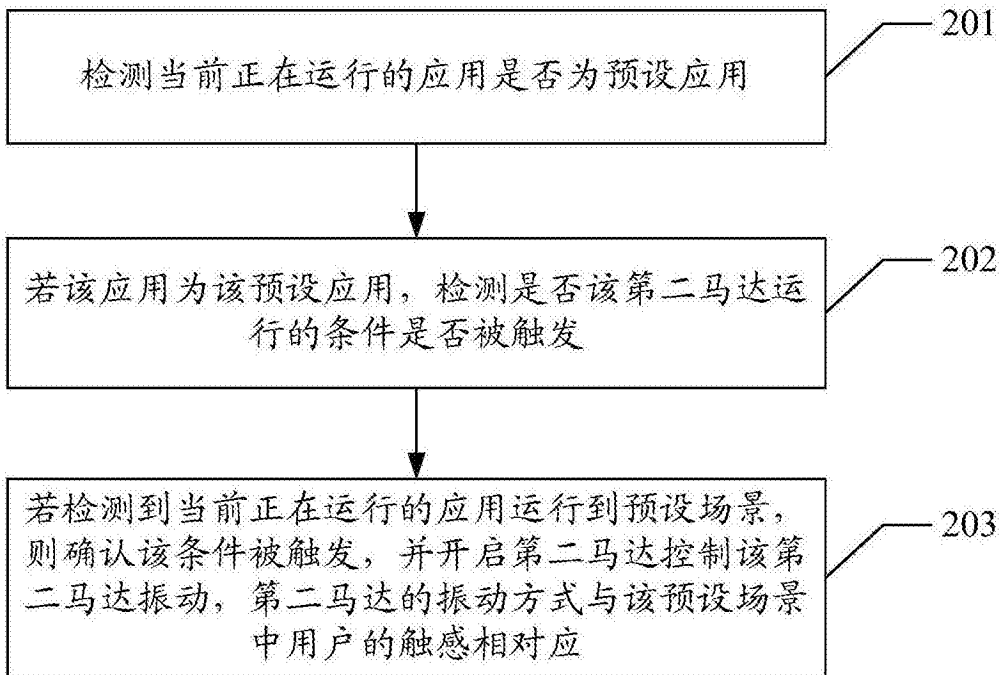 201
检测当前正在运行的应用是否为预设应用
202
若该应用为该预设应用，检测是否该第二马达运
行的条件是否被触发
203
若检测到当前正在运行的应用运行到预设场景，
则确认该条件被触发，并开启第二马达控制该第
二马达振动，第二马达的振动方式与该预设场景
中用户的触感相对应